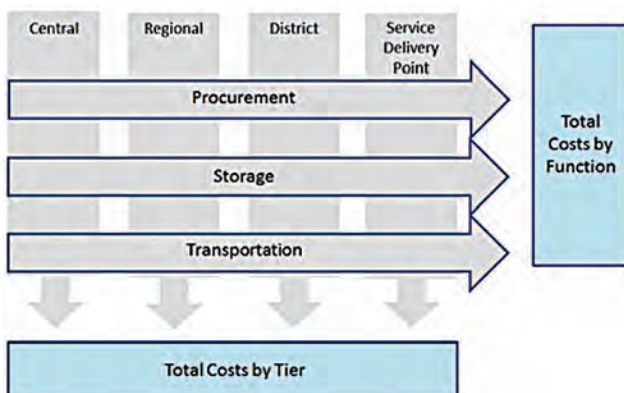 Central
Regional
District
Service
Delivery
Point
Procurement
Storage
Transportation
Total
Costs by
Function
Total Costs by Tier